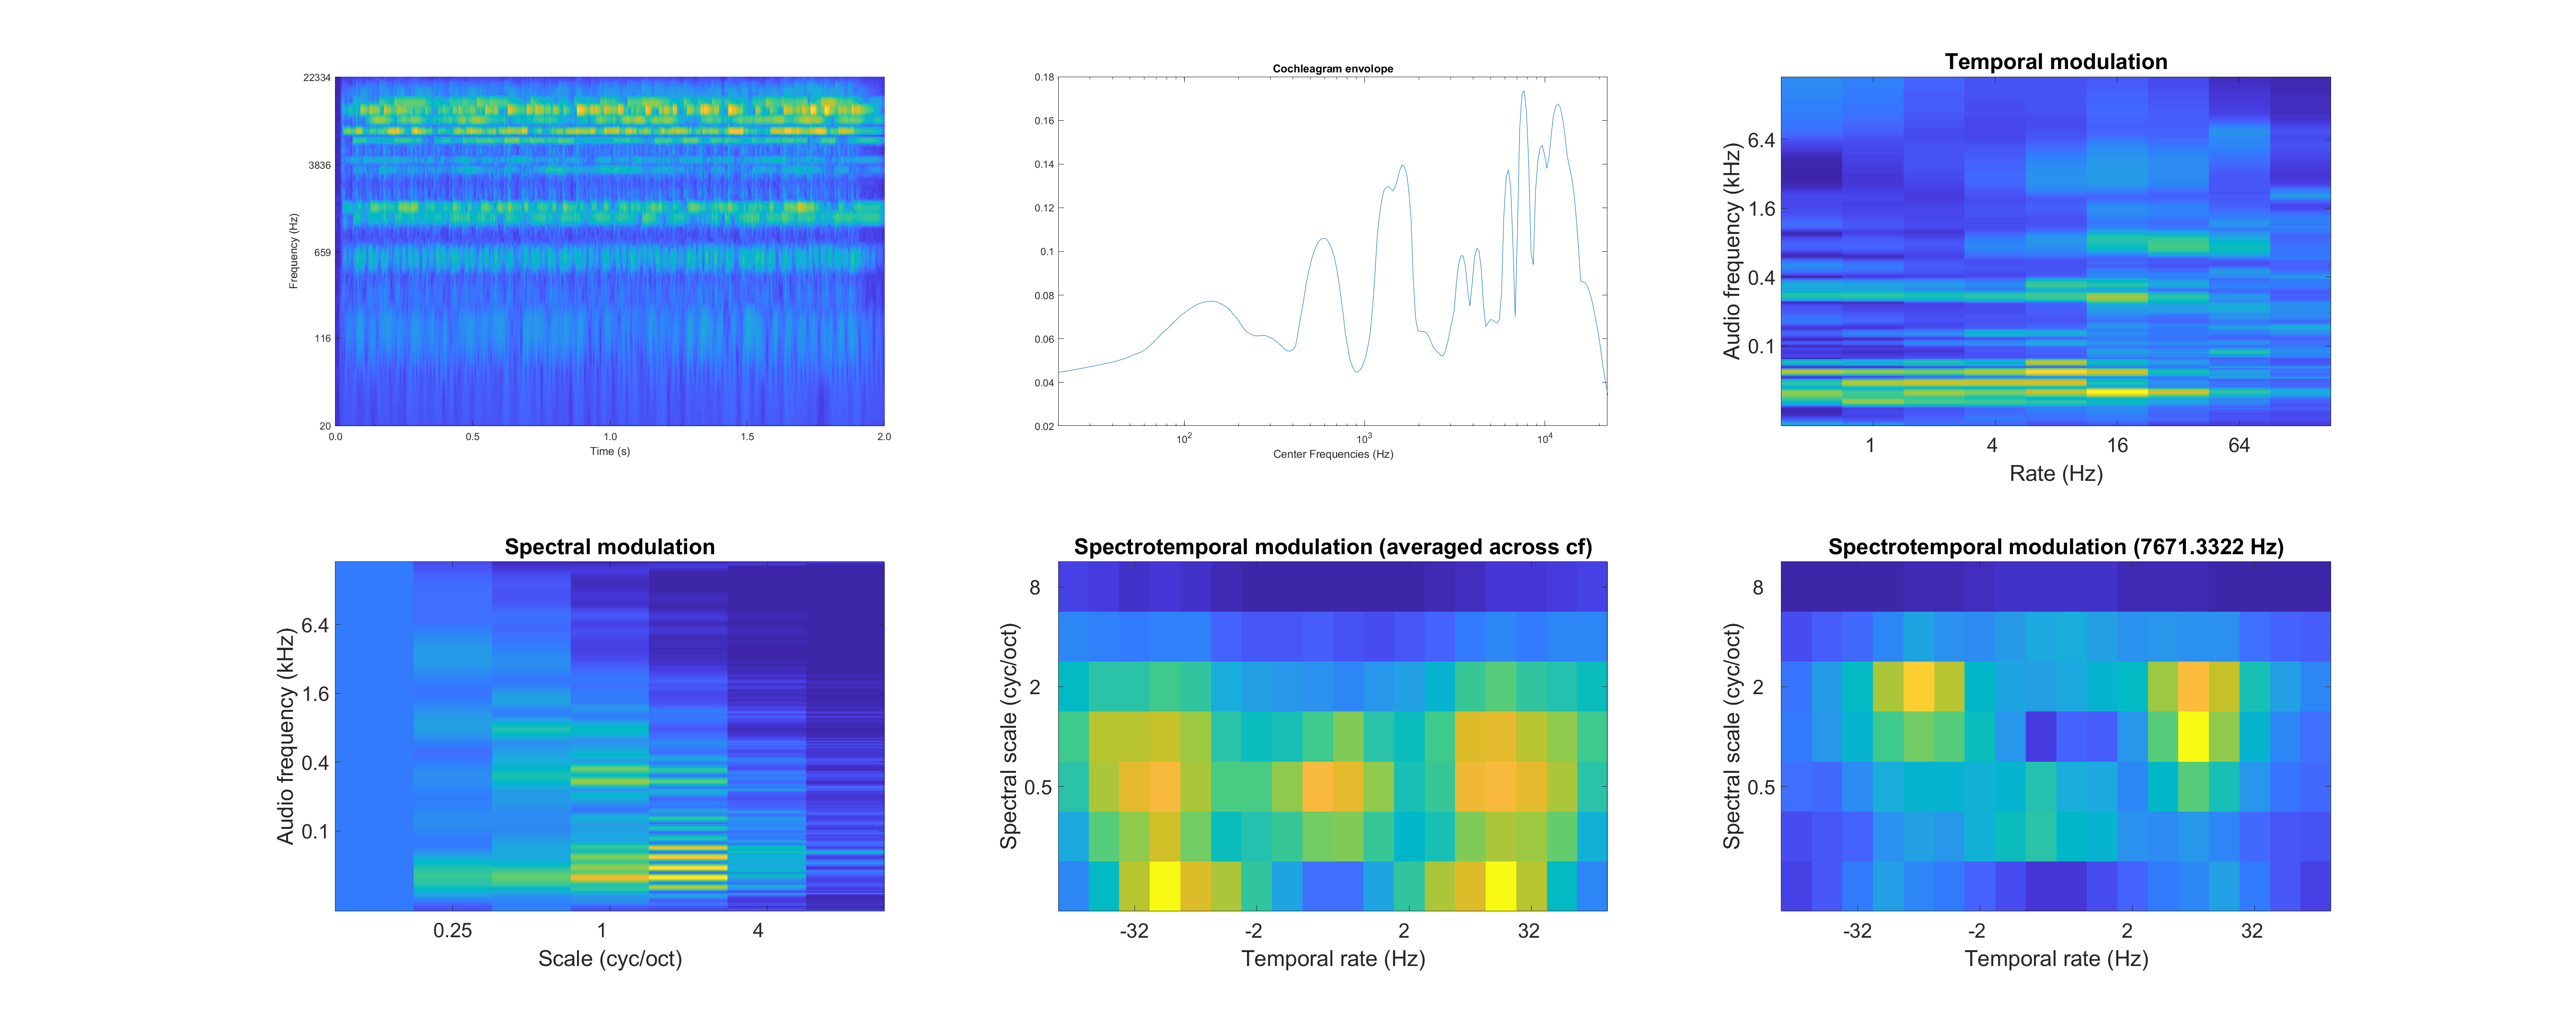 22334
3836
659
116
20
0.0 0.5 1.0 1.5 2.0
Frequency (Hz)
Time (s)
Cochleagram envolope
0.18
0.16
0.14
0.12
0.1
0.08
0.06
0.04
0.02
10^2 10^3 10^4
Center Frequencies (Hz)
Temporal modulation
Audio frequency (kHz)
6.4
1.6
0.4
0.1
1 4 16 64
Rate (Hz)
Spectral modulation
Audio frequency (kHz)
6.4
1.6
0.4
0.1
0.25 1 4
Scale (cyc/oct)
Spectrotemporal modulation (averaged across cf)
Spectral scale (cyc/oct)
8
2
0.5
-32 -2 2 32
Temporal rate (Hz)
Spectrotemporal modulation (7671.3322 Hz)
Spectral scale (cyc/oct)
8
2
0.5
-32 -2 2 32
Temporal rate (Hz)